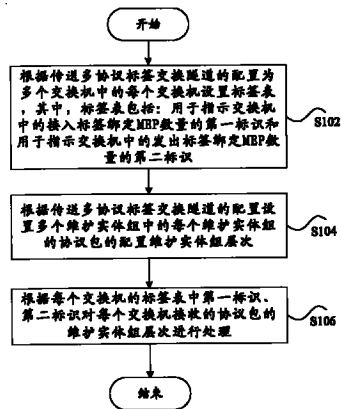 开始
根据传送多协议标签交换隧道的配置为
多个交换机中的每个交换机设置标签表
，其中，标签表包括：用于指示交换机
中的接入标签绑定MEP数量的第一标识和
用于指示交换机中的发出标签绑定MEP数
量的第二标识
S102
根据传送多协议标签交换隧道的配置设
置多个维护实体组中的每个维护实体组
的协议包的配置维护实体组层次
S104
根据每个交换机的标签表中第一标识、
第二标识对每个交换机接收的协议包的
维护实体组层次进行处理
S106
结束